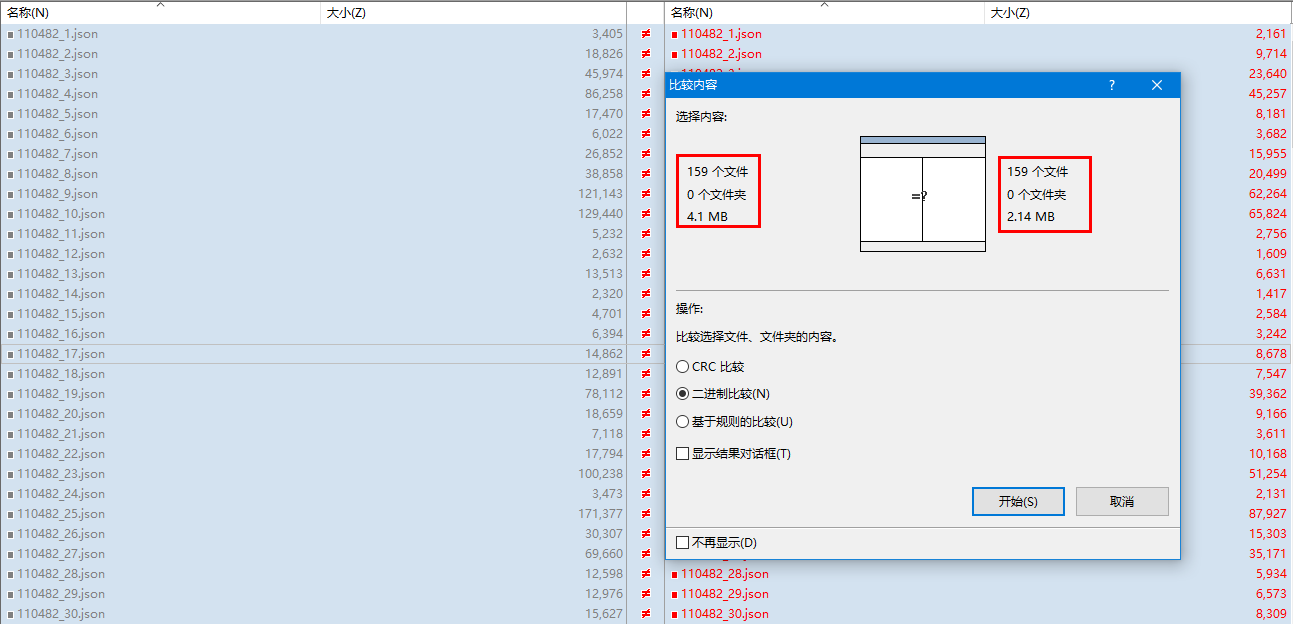 名称(N) 大小(Z) 名称(N) 大小(Z)
110482_1.json 3,405 ≠ 110482_1.json 2,161
110482_2.json 18,826 ≠ 110482_2.json 9,714
110482_3.json 45,974 ≠ 23,640
110482_4.json 86,258 ≠ 45,257
110482_5.json 17,470 ≠ 8,181
110482_6.json 6,022 ≠ 3,682
110482_7.json 26,852 ≠ 15,955
110482_8.json 38,858 ≠ 20,499
110482_9.json 121,143 ≠ 62,264
110482_10.json 129,440 ≠ 65,824
110482_11.json 5,232 ≠ 2,756
110482_12.json 2,632 ≠ 1,609
110482_13.json 13,513 ≠ 6,631
110482_14.json 2,320 ≠ 1,417
110482_15.json 4,701 ≠ 2,584
110482_16.json 6,394 ≠ 3,242
110482_17.json 14,862 ≠ 8,678
110482_18.json 12,891 ≠ 7,547
110482_19.json 78,112 ≠ 39,362
110482_20.json 18,659 ≠ 9,166
110482_21.json 7,118 ≠ 3,611
110482_22.json 17,794 ≠ 10,168
110482_23.json 100,238 ≠ 51,254
110482_24.json 3,473 ≠ 2,131
110482_25.json 171,377 ≠ 87,927
110482_26.json 30,307 ≠ 15,303
110482_27.json 69,660 ≠ 35,171
110482_28.json 12,598 ≠ 110482_28.json 5,934
110482_29.json 12,976 ≠ 110482_29.json 6,573
110482_30.json 15,627 ≠ 110482_30.json 8,309
比较内容 ?
选择内容:
159 个文件
0 个文件夹
4.1 MB
=?
159 个文件
0 个文件夹
2.14 MB
操作:
比较选择文件、文件夹的内容。
CRC 比较
二进制比较(N)
基于规则的比较(U)
显示结果对话框(T)
开始(S) 取消
不再显示(D)